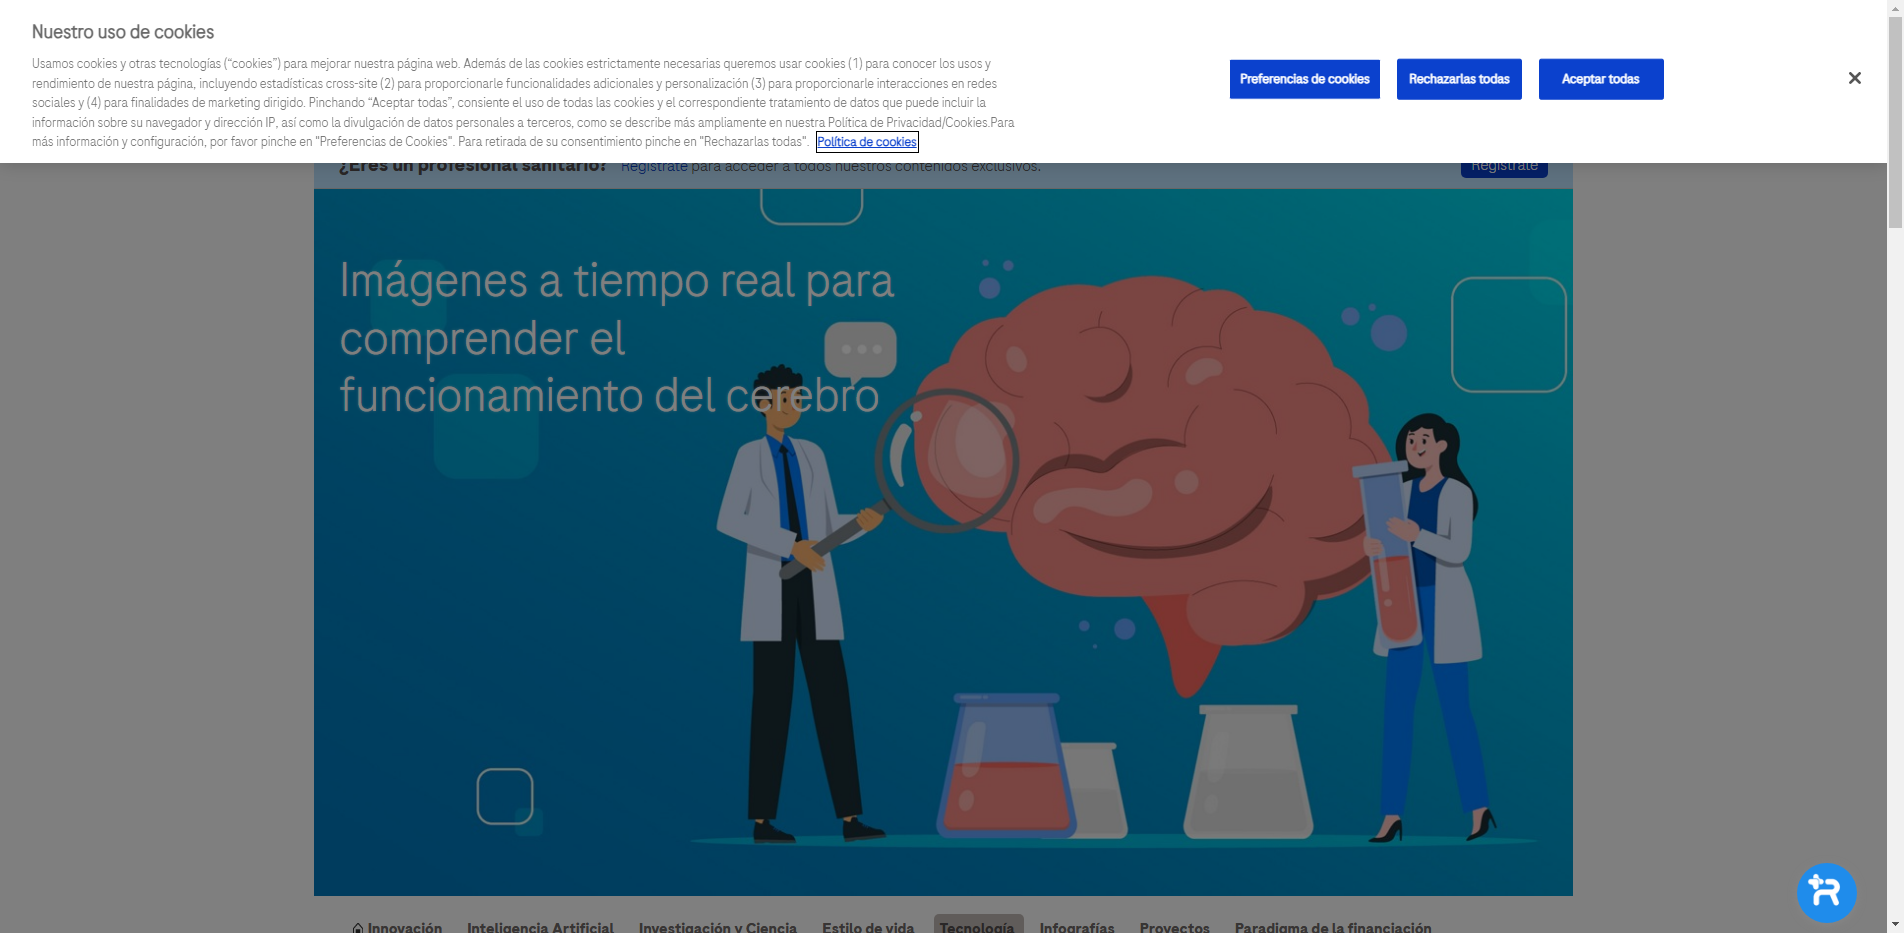 Nuestro uso de cookies
Usamos cookies y otras tecnologías (“cookies”) para mejorar nuestra página web. Además de las cookies estrictamente necesarias queremos usar cookies (1) para conocer los usos y
rendimiento de nuestra página, incluyendo estadísticas cross-site (2) para proporcionarle funcionalidades adicionales y personalización (3) para proporcionarle interacciones en redes
sociales y (4) para finalidades de marketing dirigido. Pinchando “Aceptar todas”, consiente el uso de todas las cookies y el correspondiente tratamiento de datos que puede incluir la
información sobre su navegador y dirección IP, así como la divulgación de datos personales a terceros, como se describe más ampliamente en nuestra Política de Privacidad/Cookies.Para
más información y configuración, por favor pinche en "Preferencias de Cookies". Para retirada de su consentimiento pinche en "Rechazarlas todas". Política de cookies
Preferencias de cookies
Rechazarlas todas
Aceptar todas
¿Eres un profesional sanitario? Regístrate para acceder a todos nuestros contenidos exclusivos.
Regístrate
Imágenes a tiempo real para
comprender el
funcionamiento del cerebro
Innovación Inteligencia Artificial Investigación y Ciencia Estilo de vida Tecnología Infografías Proyectos Paradigma de la financiación